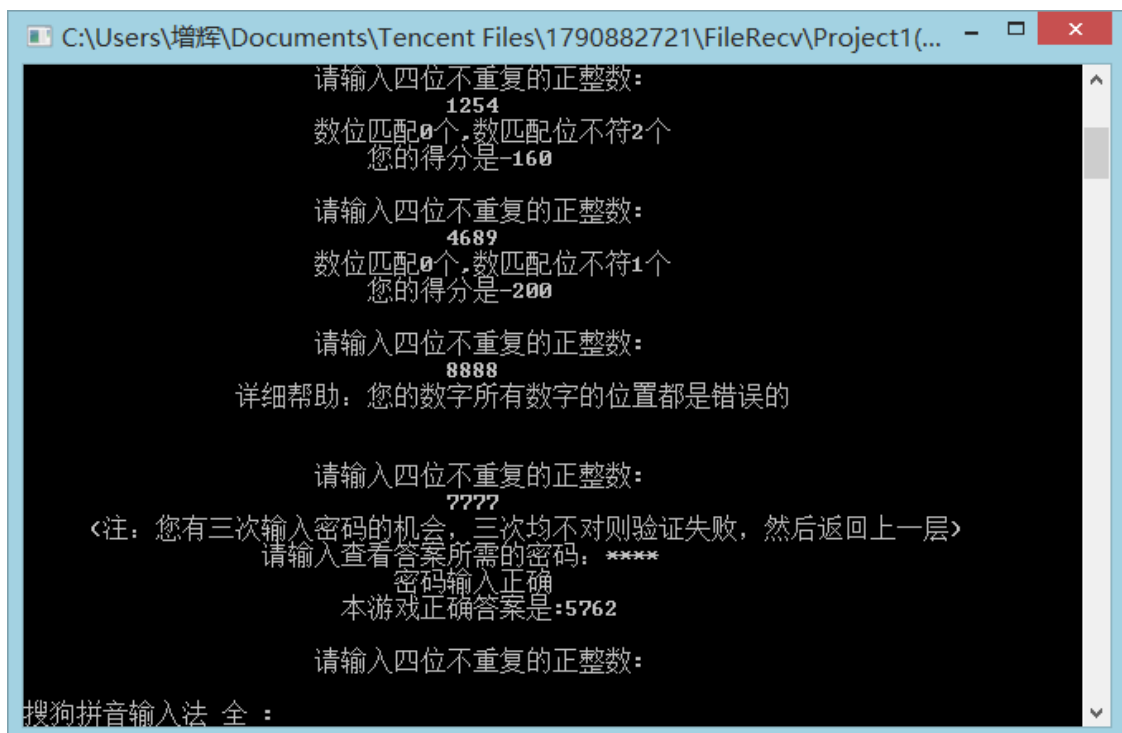 C:\Users\增辉\Documents\Tencent Files\1790882721\FileRecv\Project1(...
请输入四位不重复的正整数:
1254
数位匹配0个,数匹配位不符2个
您的得分是-160
请输入四位不重复的正整数:
4689
数位匹配0个,数匹配位不符1个
您的得分是-200
请输入四位不重复的正整数:
8888
详细帮助：您的数字所有数字的位置都是错误的
请输入四位不重复的正整数:
7777
<注：您有三次输入密码的机会，三次均不对则验证失败，然后返回上一层>
请输入查看答案所需的密码：****
密码输入正确
本游戏正确答案是:5762
请输入四位不重复的正整数:
搜狗拼音输入法 全 :